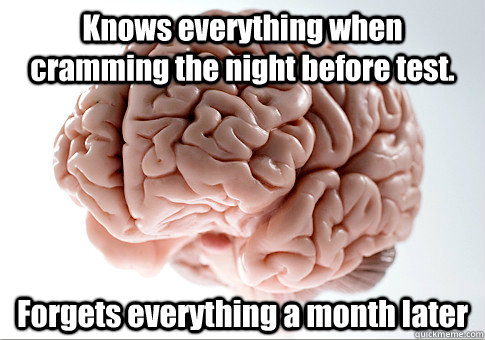 Knows everything when
cramming the night before test.
Forgets everything a month later
quickmeme.com